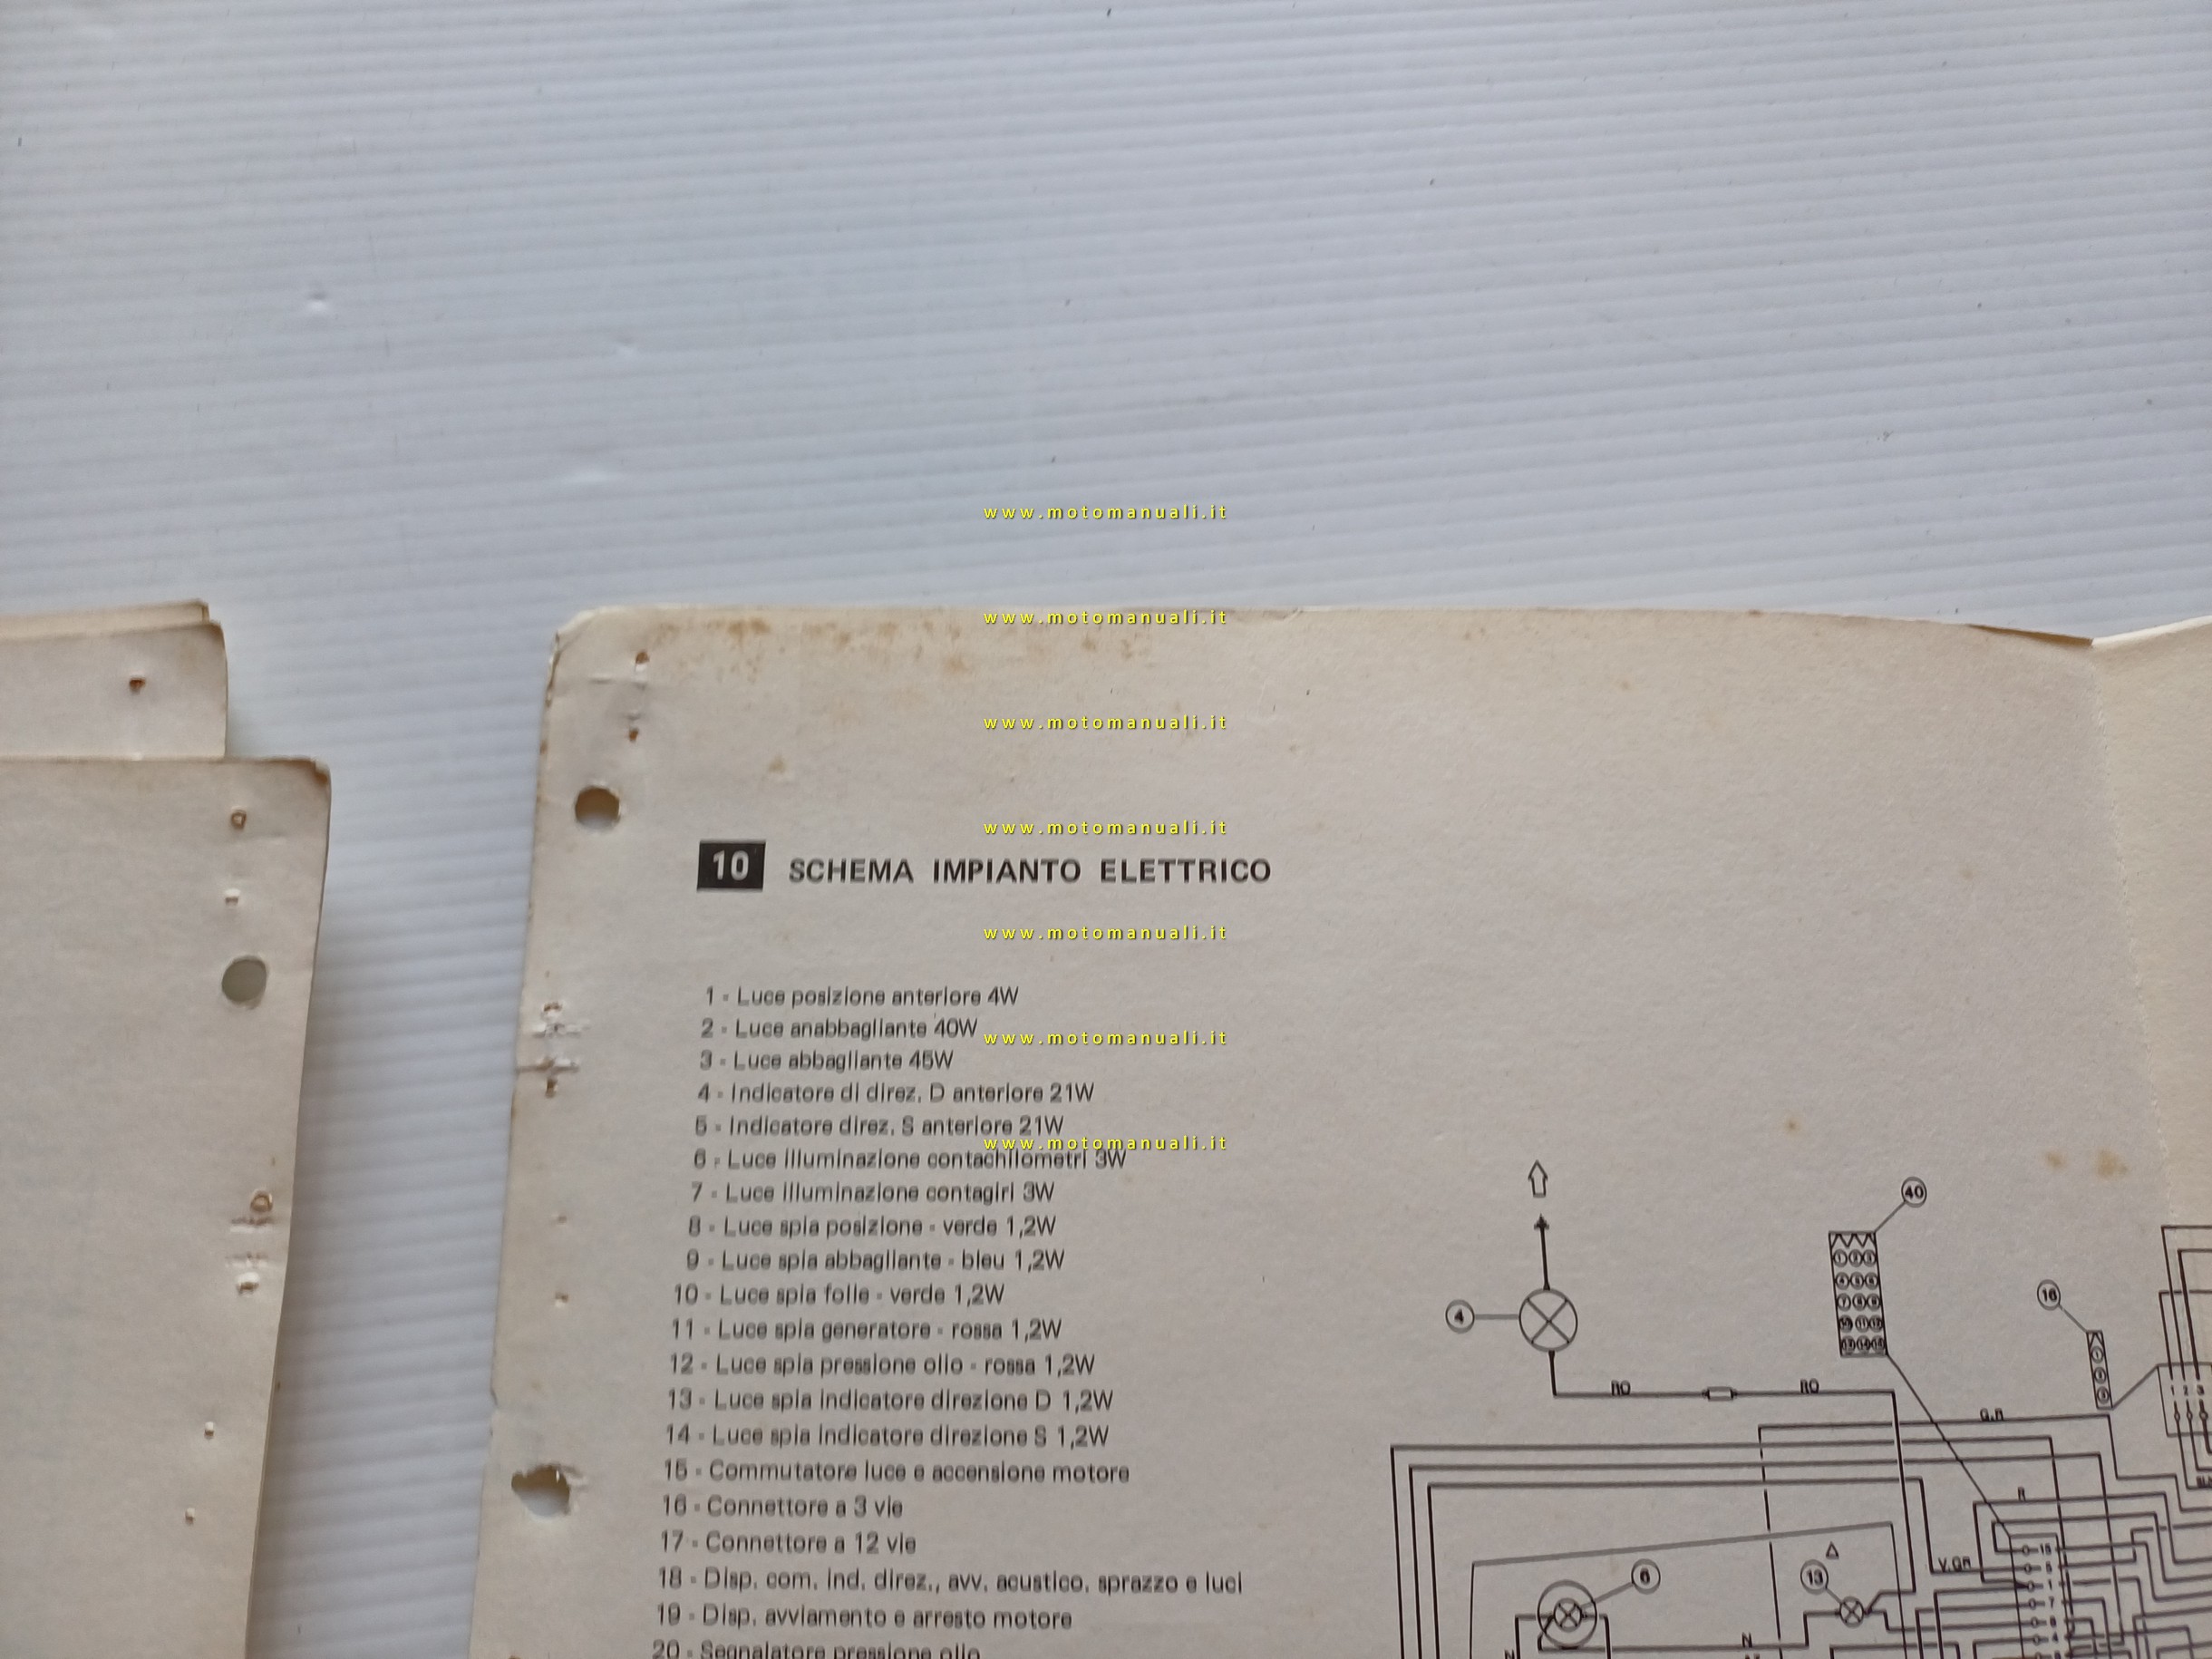 www.motomanuali.it
www.motomanuali.it
www.motomanuali.it
www.motomanuali.it
10 SCHEMA IMPIANTO ELETTRICO
www.motomanuali.it
1 - Luce posizione anteriore 4W
2 - Luce anabbagliante 40W
www.motomanuali.it
3 - Luce abbagliante 45W
4 - Indicatore di direz. D anteriore 21W
5 - Indicatore direz. S anteriore 21W
www.motomanuali.it
6 - Luce illuminazione contachilometri 3W
7 - Luce illuminazione contagiri 3W
8 - Luce spia posizione - verde 1,2W
9 - Luce spia abbagliante - bleu 1,2W
10 - Luce spia folle - verde 1,2W
11 - Luce spia generatore - rossa 1,2W
12 - Luce spia pressione olio - rossa 1,2W
13 - Luce spia indicatore direzione D 1,2W
14 - Luce spia indicatore direzione S 1,2W
15 - Commutatore luce e accensione motore
16 - Connettore a 3 vie
17 - Connettore a 12 vie
18 - Disp. com. ind. direz., avv. acustico, sprazzo e luci
19 - Disp. avviamento e arresto motore
20 - Segnalatore pressione olio
40
16
4
RO RO
R
V.GR
6
13
N
N